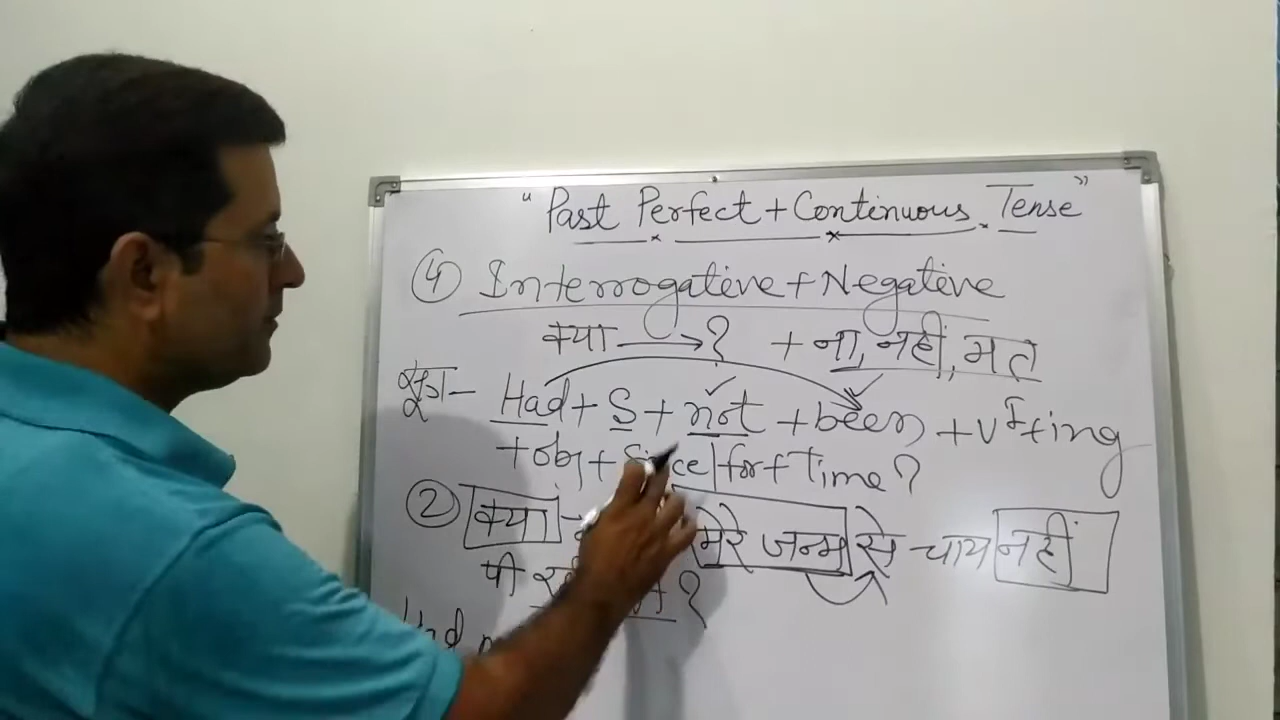 " Past Perfect + Continuous Tense "
④ Interrogative + Negative
क्या → ? + ना, नहीं, मत
सूत्र - Had + S + not + been + V I + ing
+ obj + Since / for + Time ?
② क्या मेरे जन्म से चाय नहीं
पी ?
Had